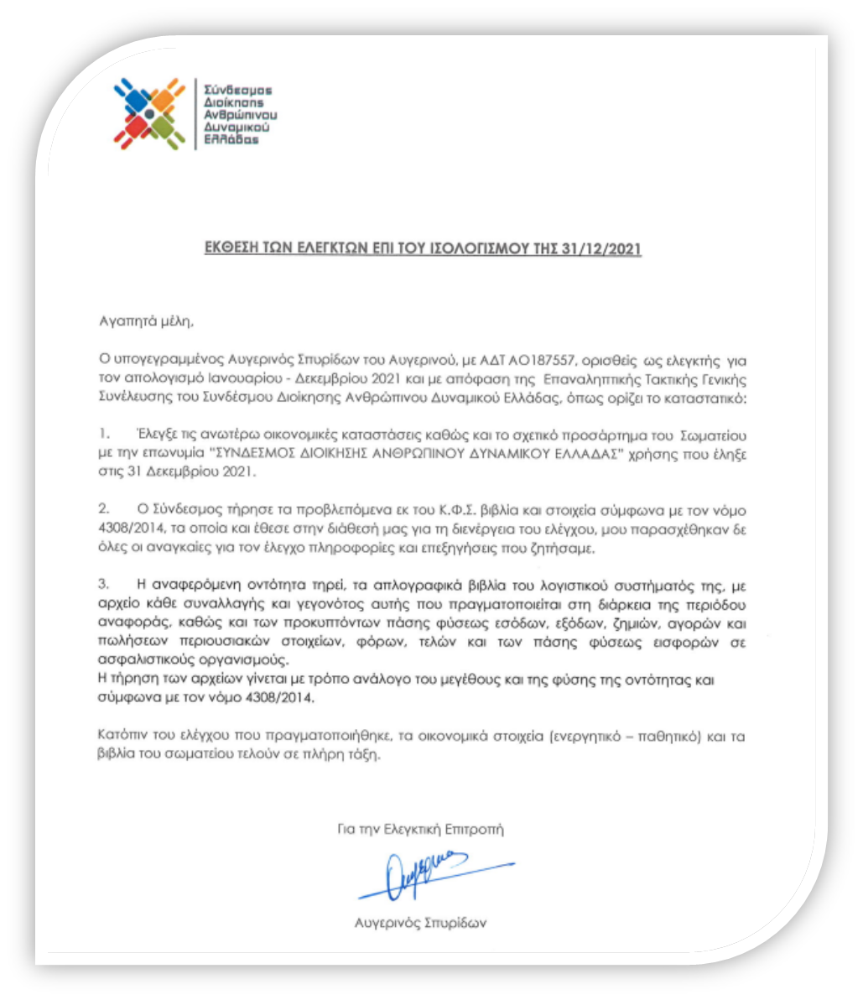 Σύνδεσμος
Διοίκησης
Ανθρώπινου
Δυναμικού
Ελλάδας
ΕΚΘΕΣΗ ΤΩΝ ΕΛΕΓΚΤΩΝ ΕΠΙ ΤΟΥ ΙΣΟΛΟΓΙΣΜΟΥ ΤΗΣ 31/12/2021
Αγαπητά μέλη,
Ο υπογεγραμμένος Αυγερινός Σπυρίδων του Αυγερινού, με ΑΔΤ ΑΟ187557, ορισθείς ως ελεγκτής για
τον απολογισμό Ιανουαρίου - Δεκεμβρίου 2021 και με απόφαση της Επαναληπτικής Τακτικής Γενικής
Συνέλευσης του Συνδέσμου Διοίκησης Ανθρώπινου Δυναμικού Ελλάδας, όπως ορίζει το καταστατικό:
1. Έλεγξε τις ανωτέρω οικονομικές καταστάσεις καθώς και το σχετικό προσάρτημα του Σωματείου
με την επωνυμία "ΣΥΝΔΕΣΜΟΣ ΔΙΟΙΚΗΣΗΣ ΑΝΘΡΩΠΙΝΟΥ ΔΥΝΑΜΙΚΟΥ ΕΛΛΑΔΑΣ" χρήσης που έληξε
στις 31 Δεκεμβρίου 2021.
2. Ο Σύνδεσμος τήρησε τα προβλεπόμενα εκ του Κ.Φ.Σ. βιβλία και στοιχεία σύμφωνα με τον νόμο
4308/2014, τα οποία και έθεσε στην διάθεσή μας για τη διενέργεια του ελέγχου, μου παρασχέθηκαν δε
όλες οι αναγκαίες για τον έλεγχο πληροφορίες και επεξηγήσεις που ζητήσαμε.
3. Η αναφερόμενη οντότητα τηρεί, τα απλογραφικά βιβλία του λογιστικού συστήματός της, με
αρχείο κάθε συναλλαγής και γεγονότος αυτής που πραγματοποιείται στη διάρκεια της περιόδου
αναφοράς, καθώς και των προκυπτόντων πάσης φύσεως εσόδων, εξόδων, ζημιών, αγορών και
πωλήσεων περιουσιακών στοιχείων, φόρων, τελών και των πάσης φύσεως εισφορών σε
ασφαλιστικούς οργανισμούς.
Η τήρηση των αρχείων γίνεται με τρόπο ανάλογο του μεγέθους και της φύσης της οντότητας και
σύμφωνα με τον νόμο 4308/2014.
Κατόπιν του ελέγχου που πραγματοποιήθηκε, τα οικονομικά στοιχεία (ενεργητικό – παθητικό) και τα
βιβλία του σωματείου τελούν σε πλήρη τάξη.
Για την Ελεγκτική Επιτροπή
Αυγερινός Σπυρίδων